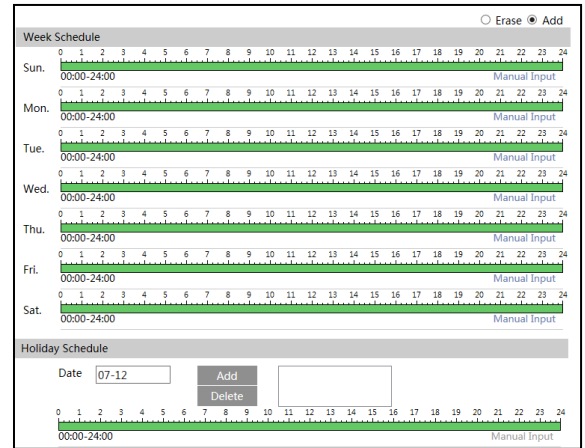 Erase Add
Week Schedule
0 1 2 3 4 5 6 7 8 9 10 11 12 13 14 15 16 17 18 19 20 21 22 23 24
Sun.
00:00-24:00 Manual Input
0 1 2 3 4 5 6 7 8 9 10 11 12 13 14 15 16 17 18 19 20 21 22 23 24
Mon.
00:00-24:00 Manual Input
0 1 2 3 4 5 6 7 8 9 10 11 12 13 14 15 16 17 18 19 20 21 22 23 24
Tue.
00:00-24:00 Manual Input
0 1 2 3 4 5 6 7 8 9 10 11 12 13 14 15 16 17 18 19 20 21 22 23 24
Wed.
00:00-24:00 Manual Input
0 1 2 3 4 5 6 7 8 9 10 11 12 13 14 15 16 17 18 19 20 21 22 23 24
Thu.
00:00-24:00 Manual Input
0 1 2 3 4 5 6 7 8 9 10 11 12 13 14 15 16 17 18 19 20 21 22 23 24
Fri.
00:00-24:00 Manual Input
0 1 2 3 4 5 6 7 8 9 10 11 12 13 14 15 16 17 18 19 20 21 22 23 24
Sat.
00:00-24:00 Manual Input
Holiday Schedule
Date 07-12 Add
Delete
0 1 2 3 4 5 6 7 8 9 10 11 12 13 14 15 16 17 18 19 20 21 22 23 24
00:00-24:00 Manual Input